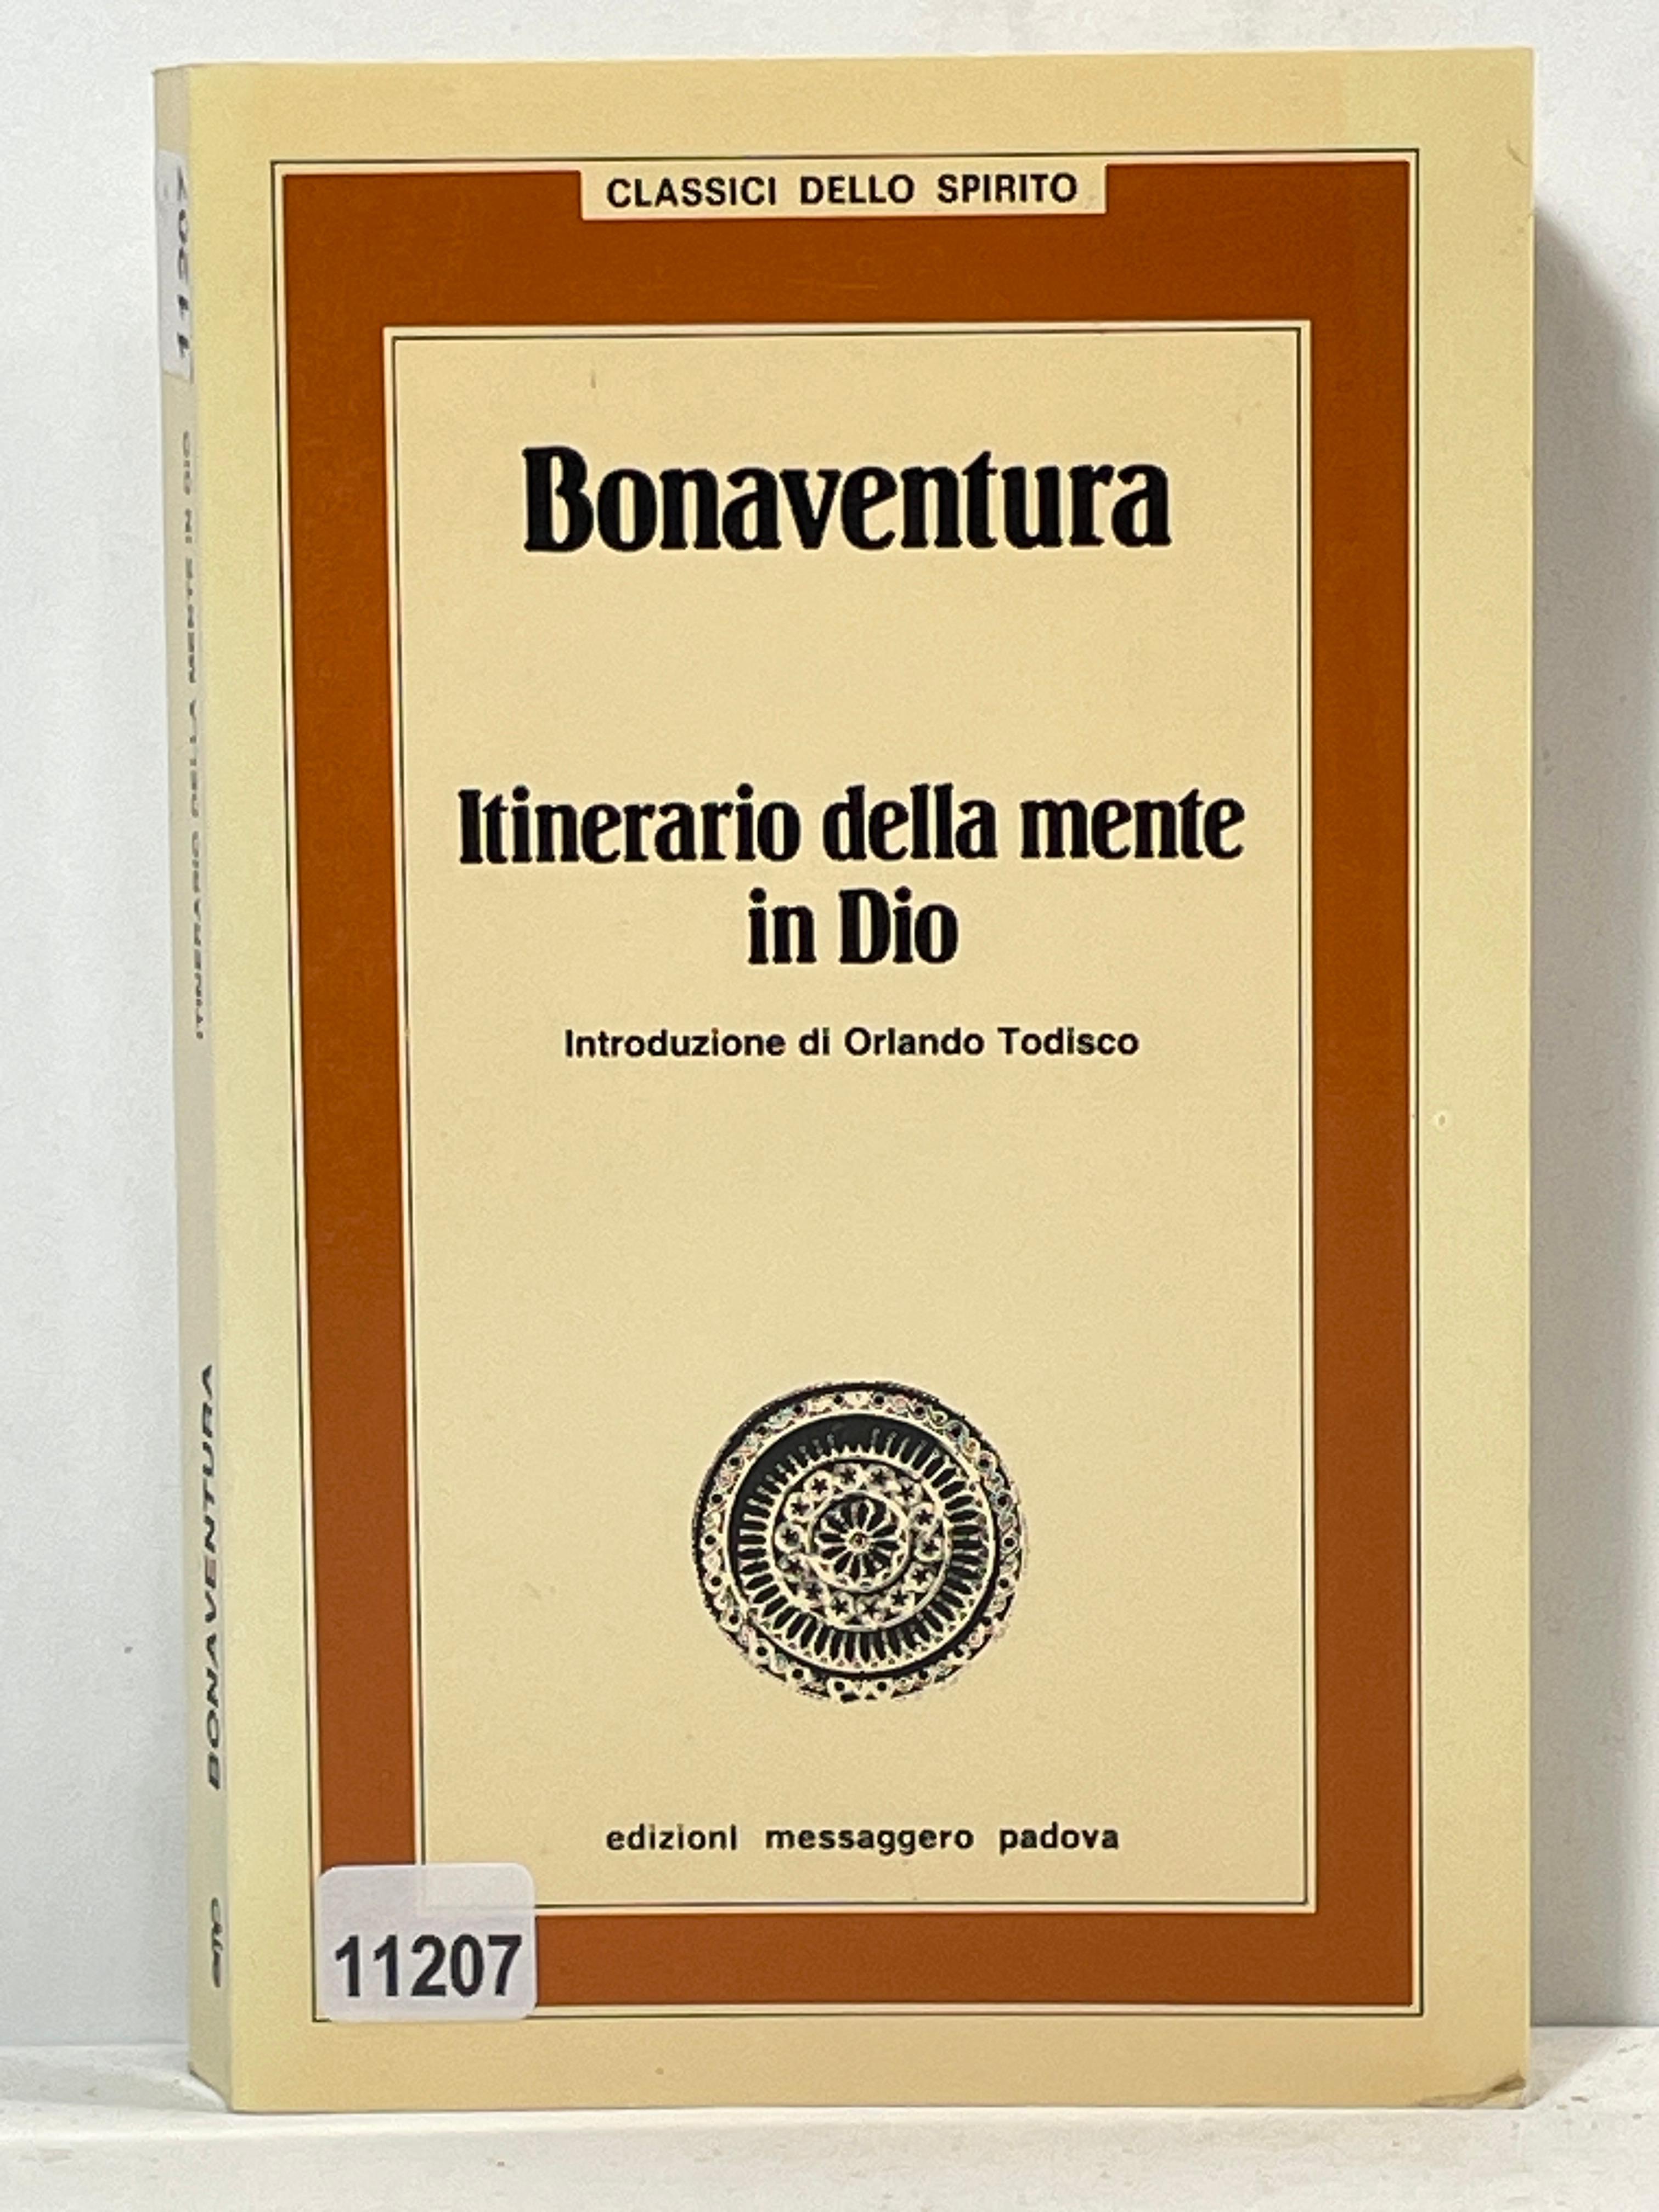 CLASSICI DELLO SPIRITO
Bonaventura
Itinerario della mente
in Dio
Introduzione di Orlando Todisco
edizioni messaggero padova
11207
11207
ITINERARIO DELLA MENTE IN DIO
BONAVENTURA